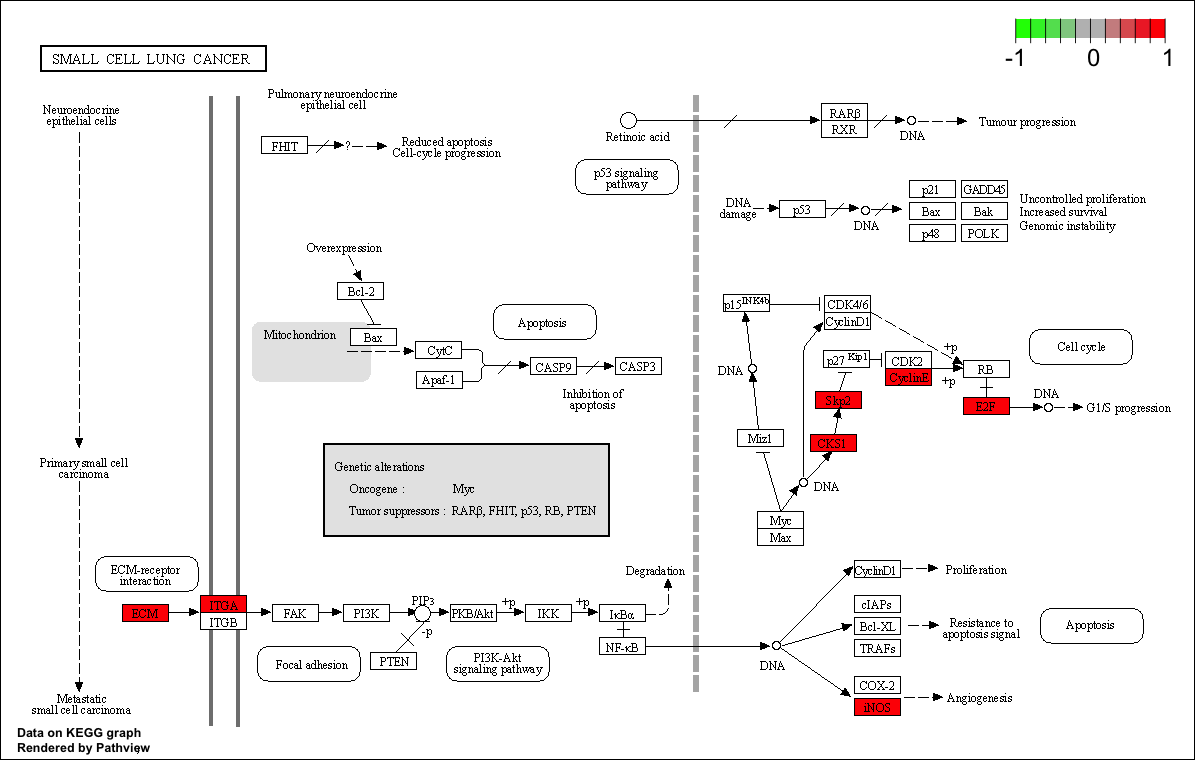 -1 0 1
SMALL CELL LUNG CANCER
Neuroendocrine
epithelial cells
Pulmonary neuroendocrine
epithelial cell
FHIT
?
Reduced apoptosis
Cell-cycle progression
Retinoic acid
RARβ
RXR
DNA
Tumour progression
p53 signaling
pathway
DNA
damage
p53
DNA
p21
GADD45
Bax
Bak
p48
POLK
Uncontrolled proliferation
Increased survival
Genomic instability
Overexpression
Bcl-2
Mitochondrion
Bax
Apoptosis
CytC
Apaf-1
CASP9
CASP3
Inhibition of
apoptosis
p15INK4b
CDK4/6
CyclinD1
Cell cycle
p27 Kip1
CDK2
CyclinE
+p
+p
RB
DNA
Skp2
E2F
DNA
G1/S progression
Miz1
CKS1
DNA
Myc
Max
Primary small cell
carcinoma
Genetic alterations
Oncogene : Myc
Tumor suppressors : RARβ, FHIT, p53, RB, PTEN
ECM-receptor
interaction
Degradation
ECM
ITGA
ITGB
FAK
PI3K
PIP3
-p
PKB/Akt
+p
IKK
+p
IκBα
NF-κB
PTEN
Focal adhesion
PI3K-Akt
signaling pathway
DNA
CyclinD1
Proliferation
cIAPs
Bcl-XL
TRAFs
Resistance to
apoptosis signal
Apoptosis
COX-2
iNOS
Angiogenesis
Metastatic
small cell carcinoma
Data on KEGG graph
Rendered by Pathview